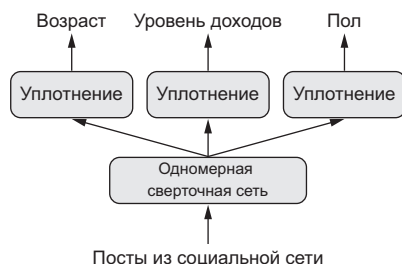 Возраст Уровень доходов Пол
Уплотнение Уплотнение Уплотнение
Одномерная
сверточная сеть
Посты из социальной сети